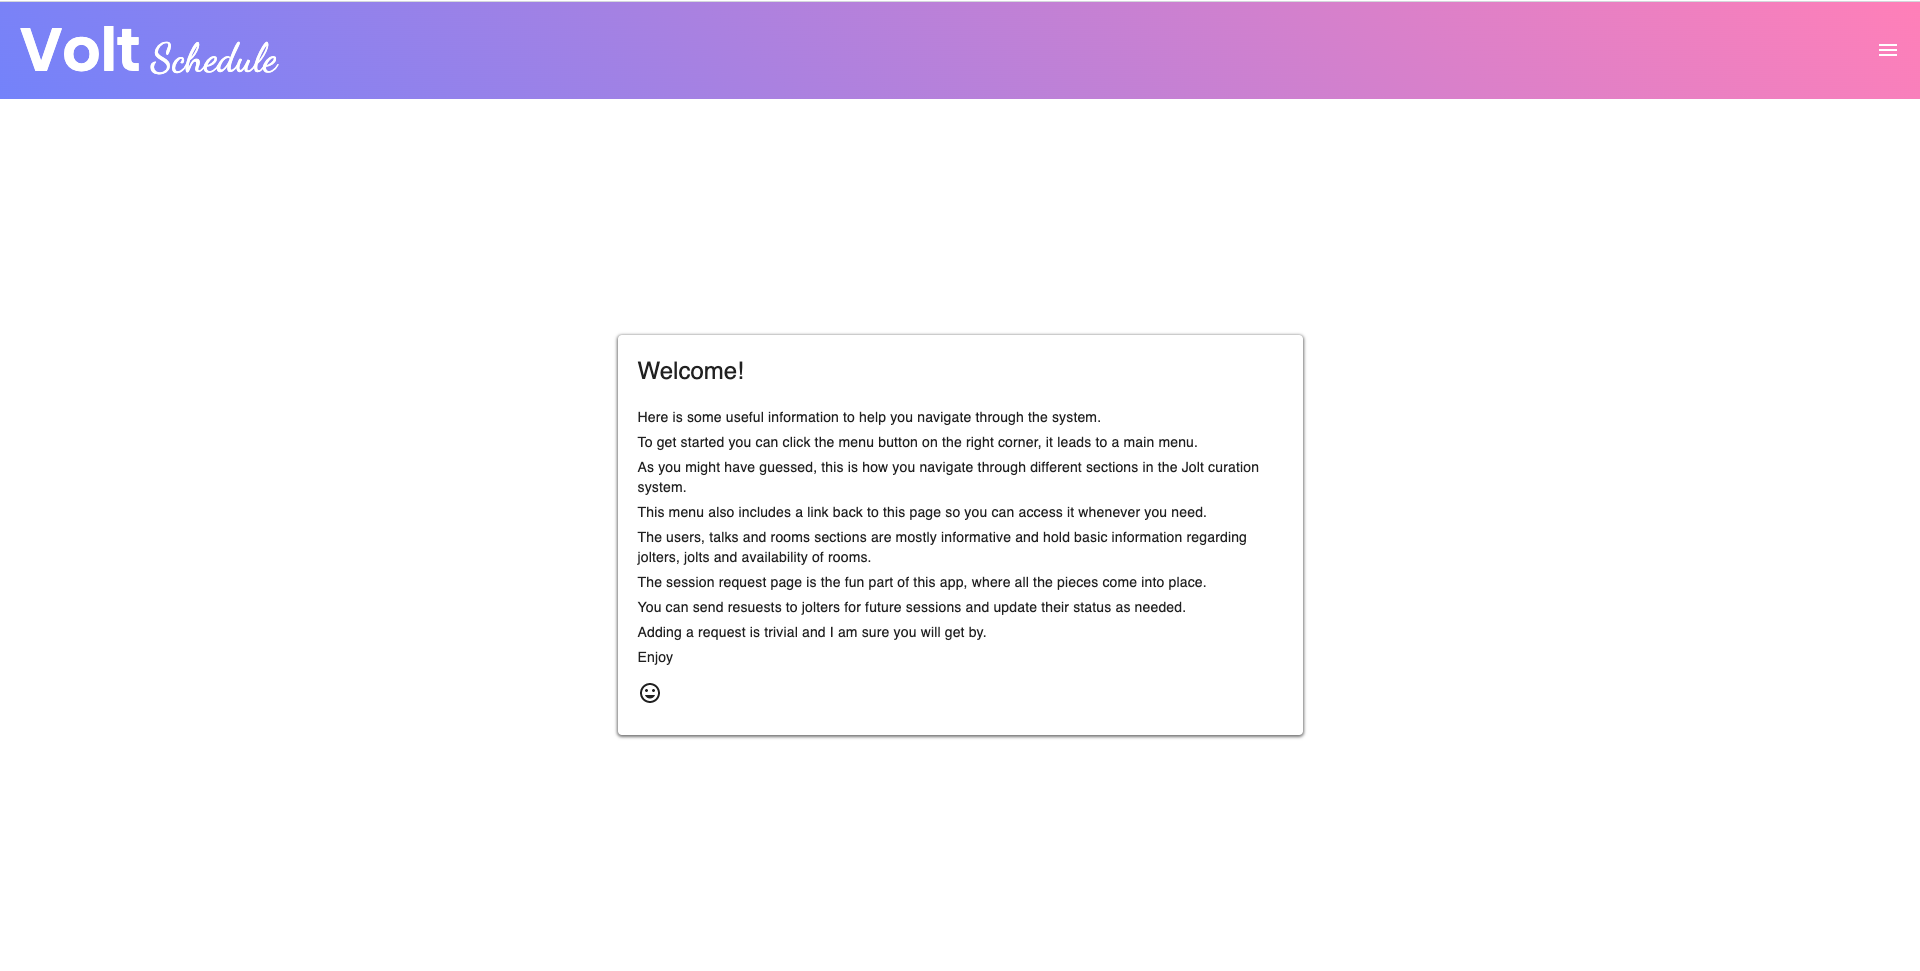 Volt Schedule
Welcome!
Here is some useful information to help you navigate through the system.
To get started you can click the menu button on the right corner, it leads to a main menu.
As you might have guessed, this is how you navigate through different sections in the Jolt curation
system.
This menu also includes a link back to this page so you can access it whenever you need.
The users, talks and rooms sections are mostly informative and hold basic information regarding
jolters, jolts and availability of rooms.
The session request page is the fun part of this app, where all the pieces come into place.
You can send resuests to jolters for future sessions and update their status as needed.
Adding a request is trivial and I am sure you will get by.
Enjoy